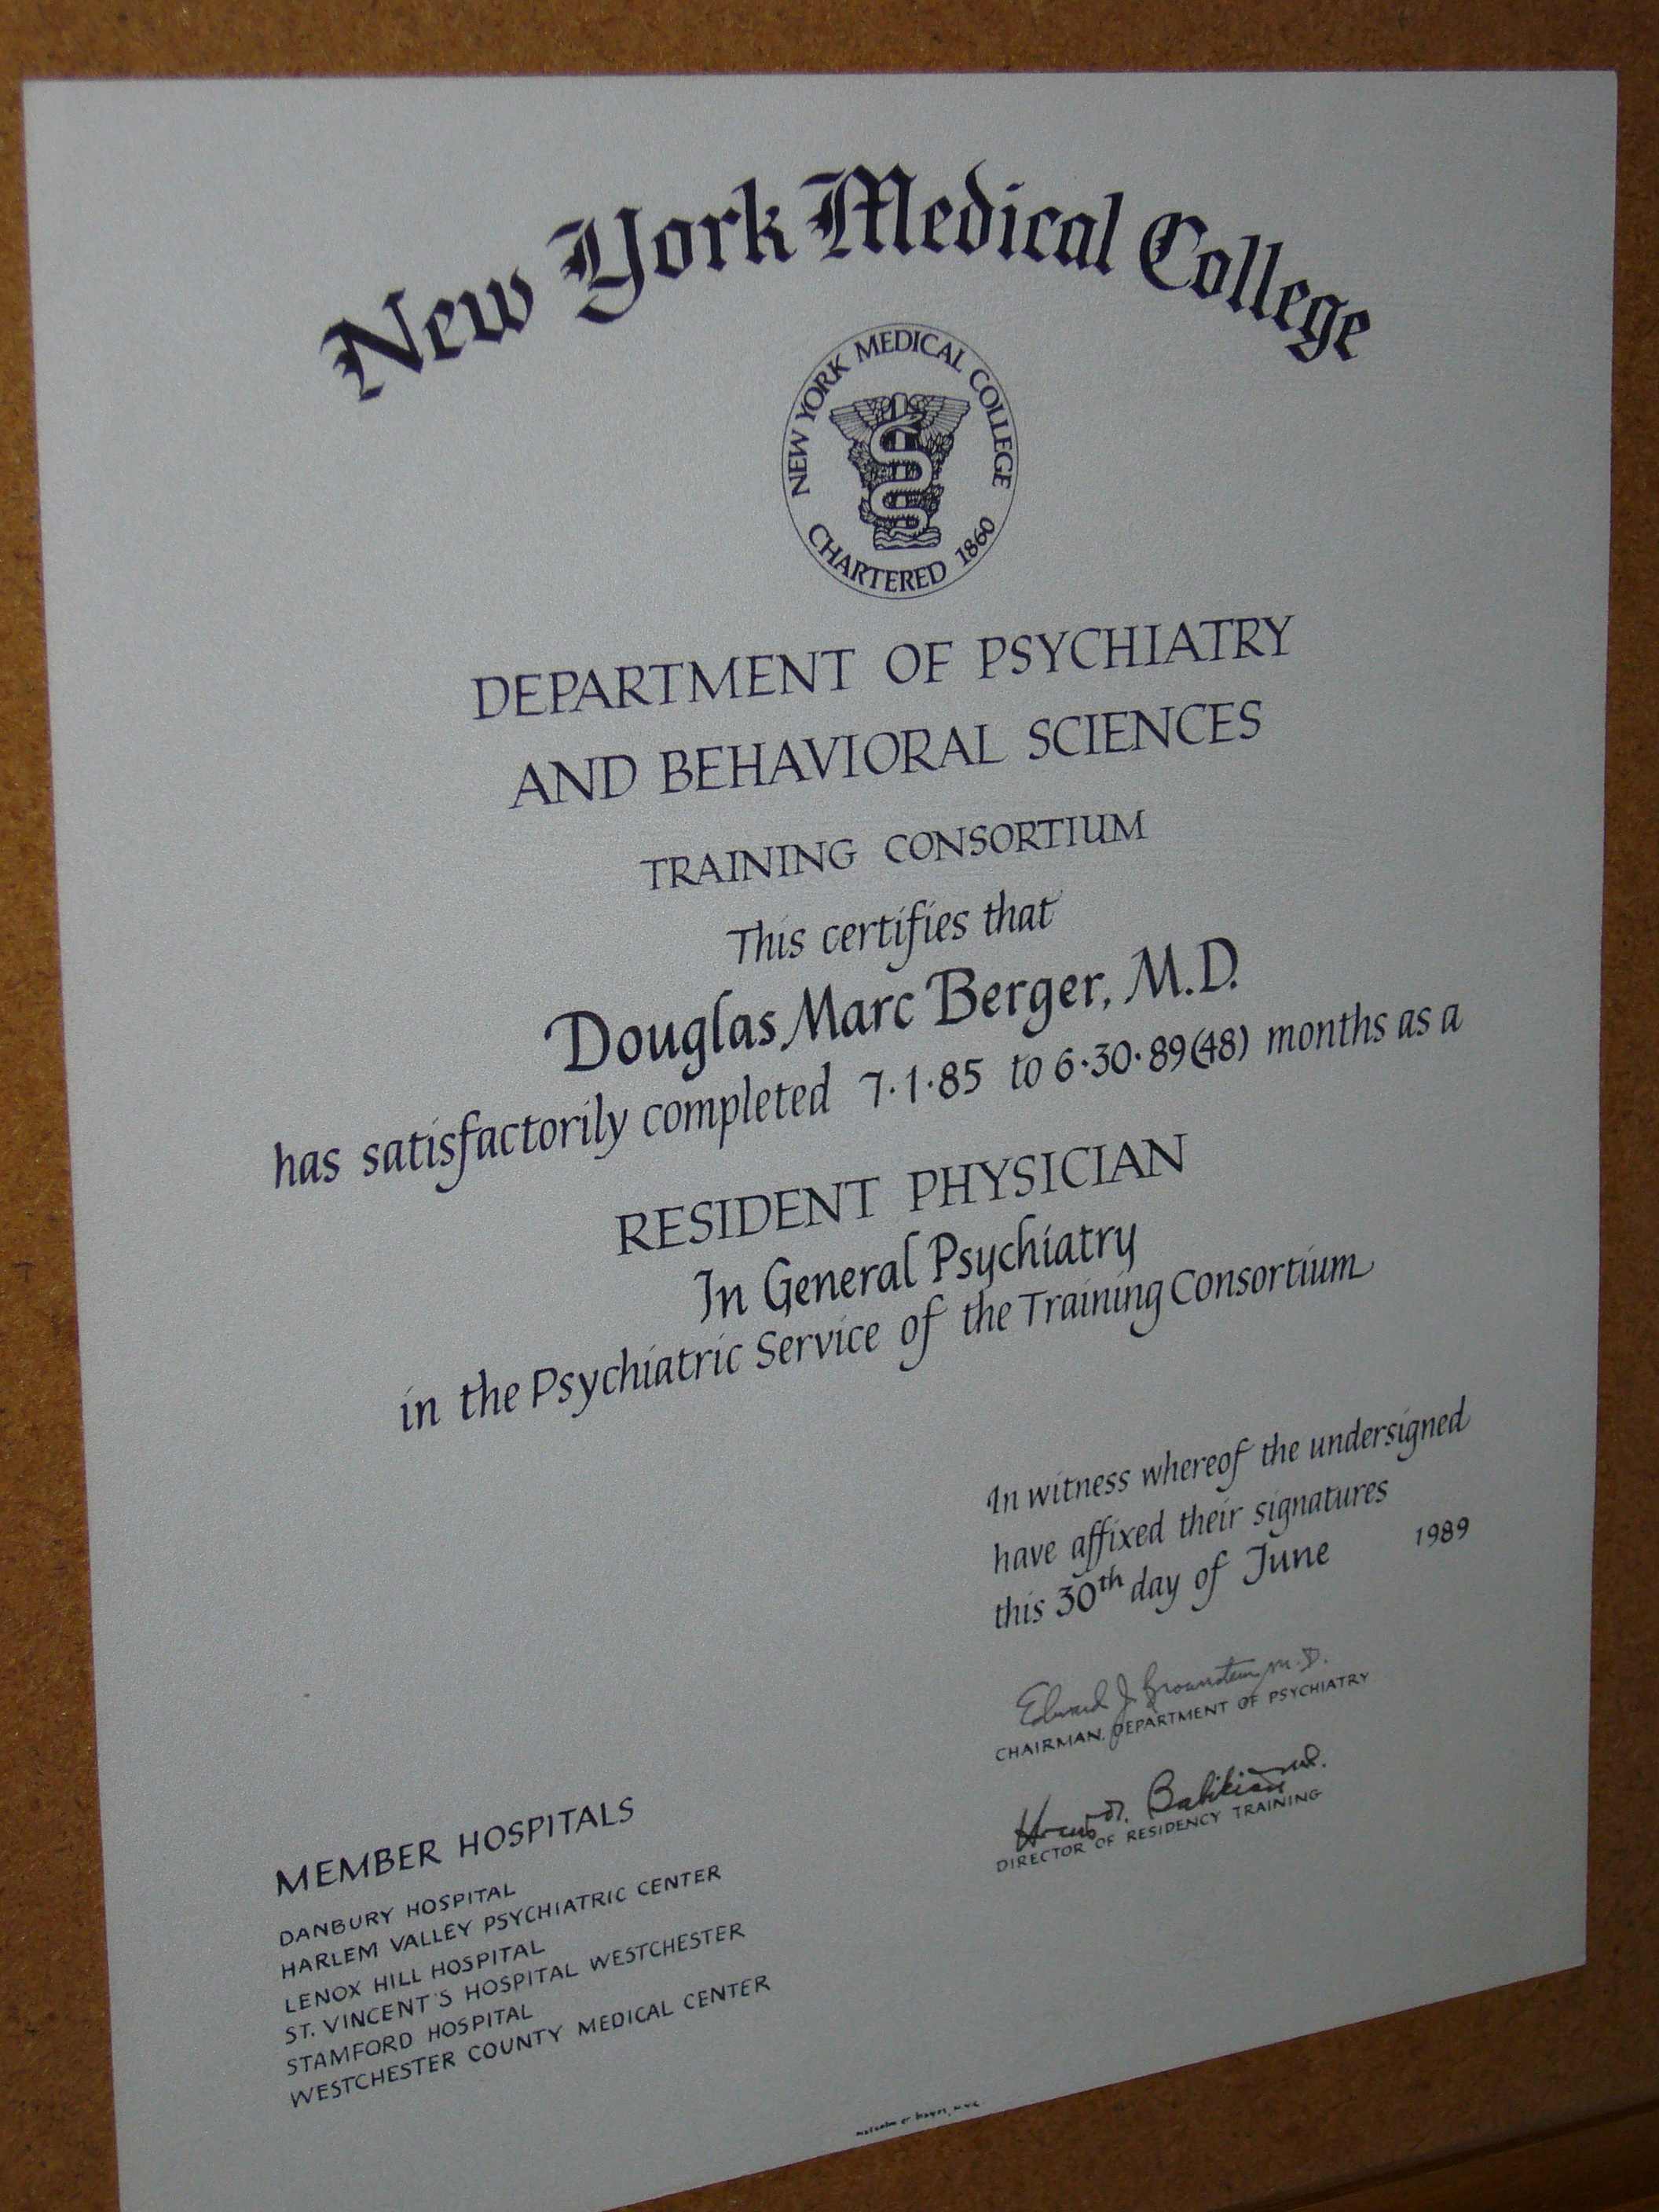 New York Medical College
NEW YORK MEDICAL COLLEGE
CHARTERED 1860
DEPARTMENT OF PSYCHIATRY
AND BEHAVIORAL SCIENCES
TRAINING CONSORTIUM
This certifies that
Douglas Marc Berger, M.D.
has satisfactorily completed 7·1·85 to 6·30·89(48) months as a
RESIDENT PHYSICIAN
In General Psychiatry
in the Psychiatric Service of the Training Consortium
In witness whereof the undersigned
have affixed their signatures
this 30th day of June 1989
Edward J. M.D.
CHAIRMAN, DEPARTMENT OF PSYCHIATRY
DIRECTOR OF RESIDENCY TRAINING
MEMBER HOSPITALS
DANBURY HOSPITAL
HARLEM VALLEY PSYCHIATRIC CENTER
LENOX HILL HOSPITAL
ST. VINCENT'S HOSPITAL WESTCHESTER
STAMFORD HOSPITAL
WESTCHESTER COUNTY MEDICAL CENTER